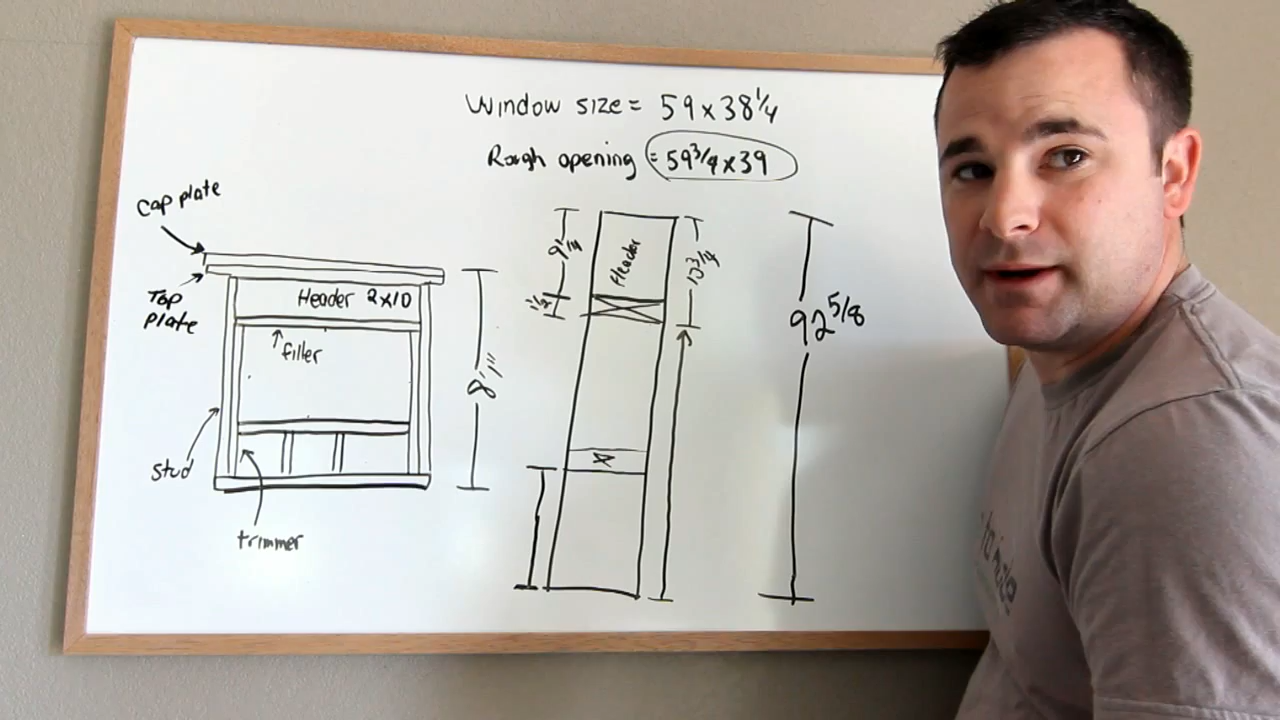 Window size = 59 x 38 1/4
Rough opening = 59 3/4 x 39
Cap plate
Top plate
Header 2x10
filler
stud
trimmer
8'1"
9 1/4
1 1/2
Header
10 3/4
92 5/8